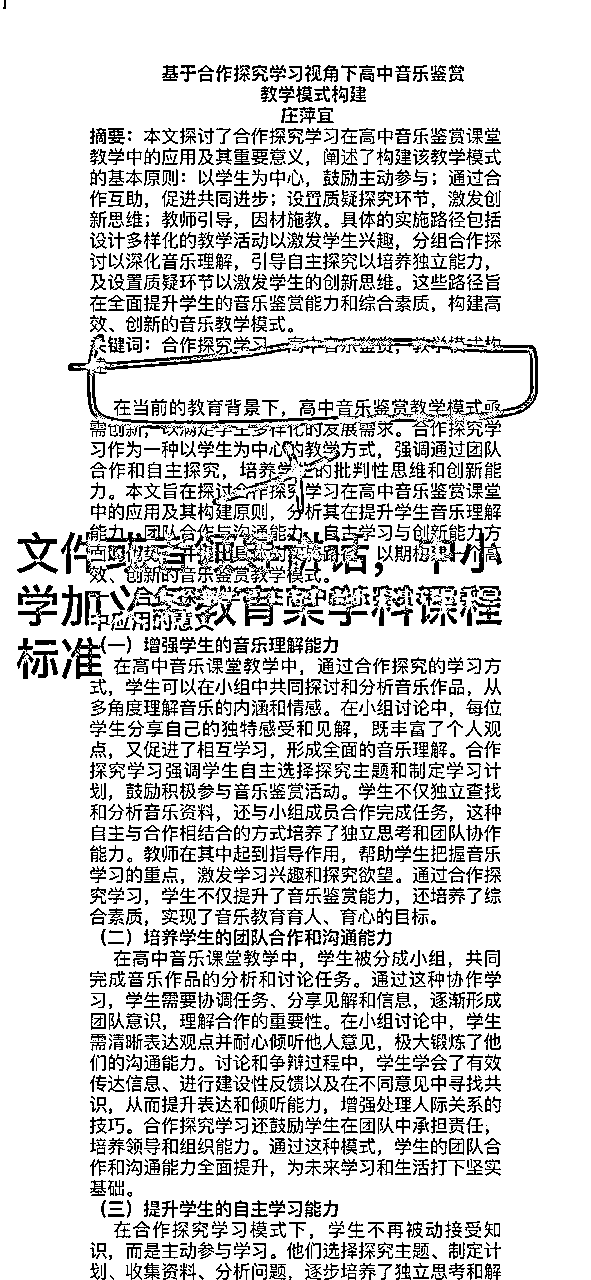 基于合作探究学习视角下高中音乐鉴赏
教学模式构建
庄萍宜
摘要：本文探讨了合作探究学习在高中音乐鉴赏课堂
教学中的应用及其重要意义，阐述了构建该教学模式
的基本原则：以学生为中心，鼓励主动参与；通过合
作互助，促进共同进步；设置质疑探究环节，激发创
新思维；教师引导，因材施教。具体的实施路径包括
设计多样化的教学活动以激发学生兴趣，分组合作探
讨以深化音乐理解，引导自主探究以培养独立能力，
及设置质疑环节以激发学生的创新思维。这些路径旨
在全面提升学生的音乐鉴赏能力和综合素质，构建高
效、创新的音乐教学模式。
关键词：合作探究学习，高中音乐鉴赏，教学模式构
在当前的教育背景下，高中音乐鉴赏教学模式亟
需创新，以满足学生多样化的发展需求。合作探究学
习作为一种以学生为中心的教学方式，强调通过团队
合作和自主探究，培养学生的批判性思维和创新能
力。本文旨在探讨合作探究学习在高中音乐鉴赏课堂
中的应用及其构建原则，分析其在提升学生音乐理解
能力、团队合作与沟通能力、自主学习与创新能力方
以期构建
效、创新的音乐鉴赏教学模式。
文件 讲话，中小
学加 教育某学科课程
标准
中应用的意义
（一）增强学生的音乐理解能力
在高中音乐课堂教学中，通过合作探究的学习方
式，学生可以在小组中共同探讨和分析音乐作品，从
多角度理解音乐的内涵和情感。在小组讨论中，每位
学生分享自己的独特感受和见解，既丰富了个人观
点，又促进了相互学习，形成全面的音乐理解。合作
探究学习强调学生自主选择探究主题和制定学习计
划，鼓励积极参与音乐鉴赏活动。学生不仅独立查找
和分析音乐资料，还与小组成员合作完成任务，这种
自主与合作相结合的方式培养了独立思考和团队协作
能力。教师在其中起到指导作用，帮助学生把握音乐
学习的重点，激发学习兴趣和探究欲望。通过合作探
究学习，学生不仅提升了音乐鉴赏能力，还培养了综
合素质，实现了音乐教育育人、育心的目标。
（二）培养学生的团队合作和沟通能力
在高中音乐课堂教学中，学生被分成小组，共同
完成音乐作品的分析和讨论任务。通过这种协作学
习，学生需要协调任务、分享见解和信息，逐渐形成
团队意识，理解合作的重要性。在小组讨论中，学生
需清晰表达观点并耐心倾听他人意见，极大锻炼了他
们的沟通能力。讨论和争辩过程中，学生学会了有效
传达信息、进行建设性反馈以及在不同意见中寻找共
识，从而提升表达和倾听能力，增强处理人际关系的
技巧。合作探究学习还鼓励学生在团队中承担责任，
培养领导和组织能力。通过这种模式，学生的团队合
作和沟通能力全面提升，为未来学习和生活打下坚实
基础。
（三）提升学生的自主学习能力
在合作探究学习模式下，学生不再被动接受知
识，而是主动参与学习。他们选择探究主题、制定计
划、收集资料、分析问题，逐步培养了独立思考和解